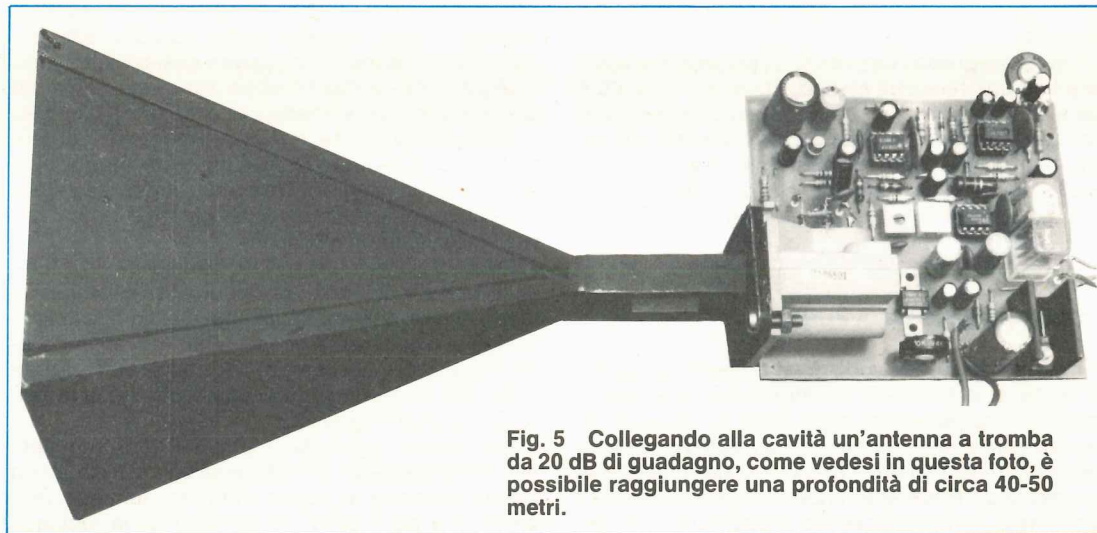 Fig. 5 Collegando alla cavità un'antenna a tromba
da 20 dB di guadagno, come vedesi in questa foto, è
possibile raggiungere una profondità di circa 40-50
metri.